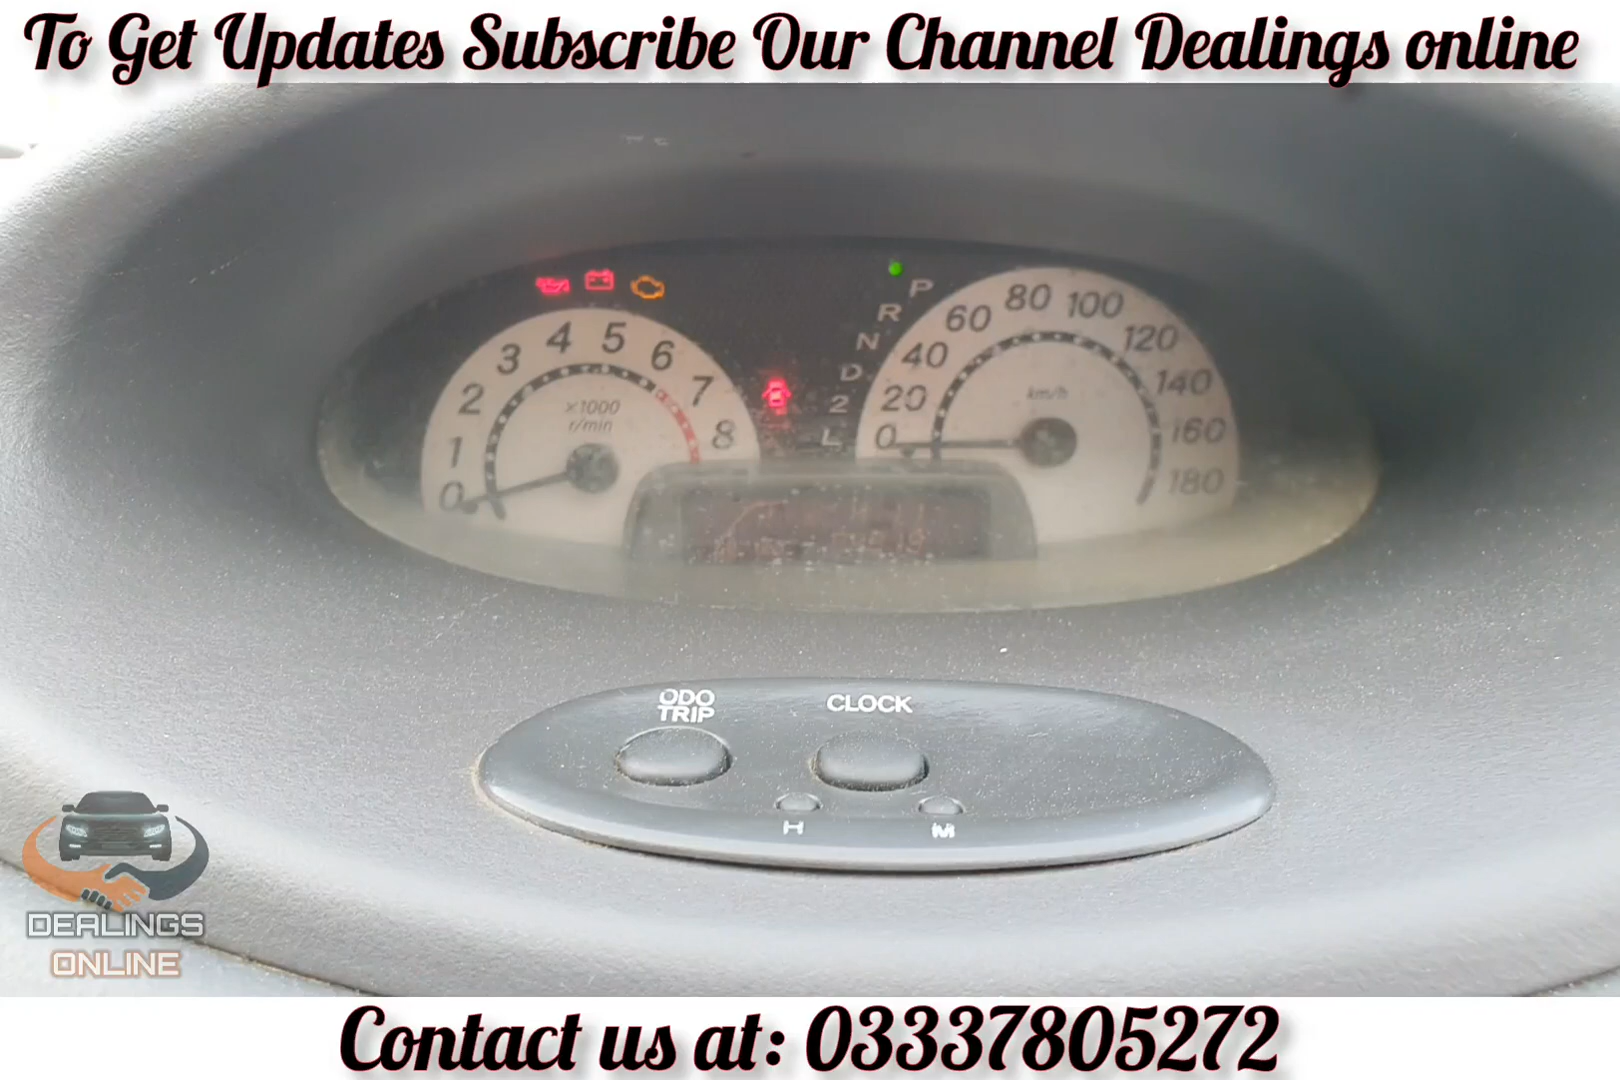 To Get Updates Subscribe Our Channel Dealings online
P
R
N
D
2
L
0 1 2 3 4 5 6 7 8
×1000
r/min
0 20 40 60 80 100 120 140 160 180
km/h
ODO
TRIP
CLOCK
H
M
DEALINGS
ONLINE
Contact us at: 03337805272